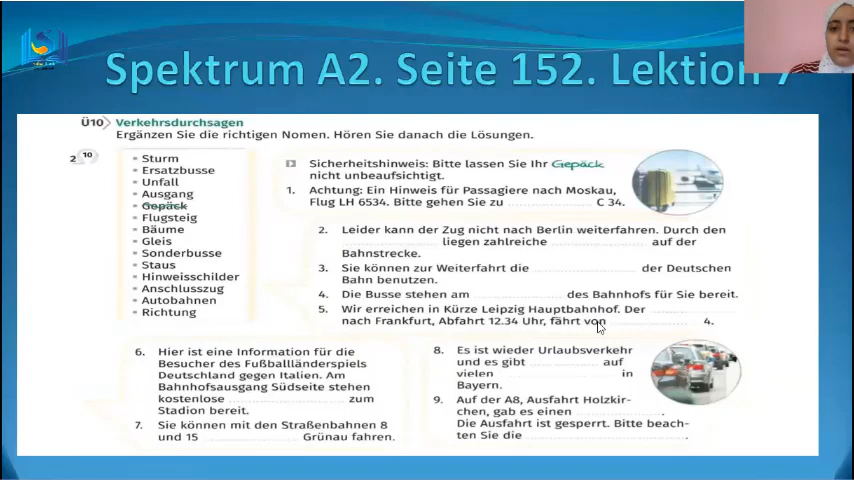 Spektrum A2. Seite 152. Lektion 7
Ü10 Verkehrsdurchsagen
Ergänzen Sie die richtigen Nomen. Hören Sie danach die Lösungen.
2 10
Sturm
Ersatzbusse
Unfall
Ausgang
Gepäck
Flugsteig
Bäume
Gleis
Sonderbusse
Staus
Hinweisschilder
Anschlusszug
Autobahnen
Richtung
Sicherheitshinweis: Bitte lassen Sie Ihr Gepäck
nicht unbeaufsichtigt.
1. Achtung: Ein Hinweis für Passagiere nach Moskau,
Flug LH 6534. Bitte gehen Sie zu ............ C 34.
2. Leider kann der Zug nicht nach Berlin weiterfahren. Durch den
............ liegen zahlreiche ............ auf der
Bahnstrecke.
3. Sie können zur Weiterfahrt die ............ der Deutschen
Bahn benutzen.
4. Die Busse stehen am ............ des Bahnhofs für Sie bereit.
5. Wir erreichen in Kürze Leipzig Hauptbahnhof. Der ............
nach Frankfurt, Abfahrt 12.34 Uhr, fährt von ............ 4.
6. Hier ist eine Information für die
Besucher des Fußballländerspiels
Deutschland gegen Italien. Am
Bahnhofsausgang Südseite stehen
kostenlose ............ zum
Stadion bereit.
7. Sie können mit den Straßenbahnen 8
und 15 ............ Grünau fahren.
8. Es ist wieder Urlaubsverkehr
und es gibt ............ auf
vielen ............ in
Bayern.
9. Auf der A8, Ausfahrt Holzkir-
chen, gab es einen .............
Die Ausfahrt ist gesperrt. Bitte beach-
ten Sie die .............